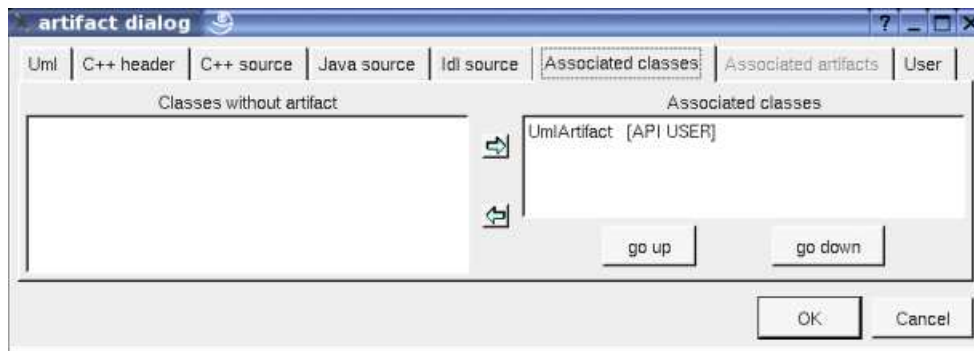 artifact dialog
Uml C++ header C++ source Java source Idl source Associated classes Associated artifacts User
Classes without artifact Associated classes
UmlArtifact [API USER]
go up go down
OK Cancel